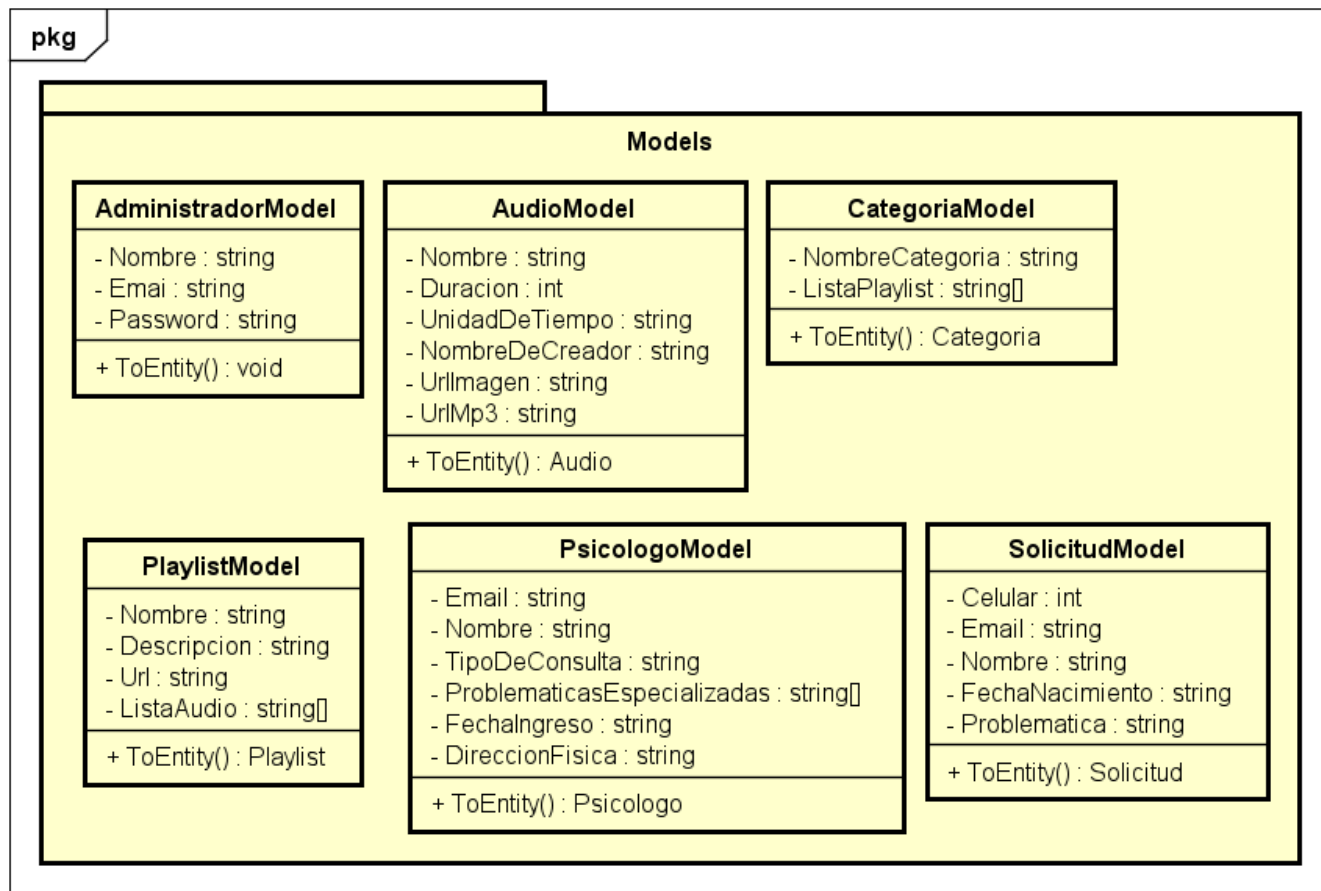 pkg
Models
AdministradorModel
- Nombre : string
- Emai : string
- Password : string
+ ToEntity() : void
AudioModel
- Nombre : string
- Duracion : int
- UnidadDeTiempo : string
- NombreDeCreador : string
- UrlImagen : string
- UrlMp3 : string
+ ToEntity() : Audio
CategoriaModel
- NombreCategoria : string
- ListaPlaylist : string[]
+ ToEntity() : Categoria
PlaylistModel
- Nombre : string
- Descripcion : string
- Url : string
- ListaAudio : string[]
+ ToEntity() : Playlist
PsicologoModel
- Email : string
- Nombre : string
- TipoDeConsulta : string
- ProblematicasEspecializadas : string[]
- FechaIngreso : string
- DireccionFisica : string
+ ToEntity() : Psicologo
SolicitudModel
- Celular : int
- Email : string
- Nombre : string
- FechaNacimiento : string
- Problematica : string
+ ToEntity() : Solicitud